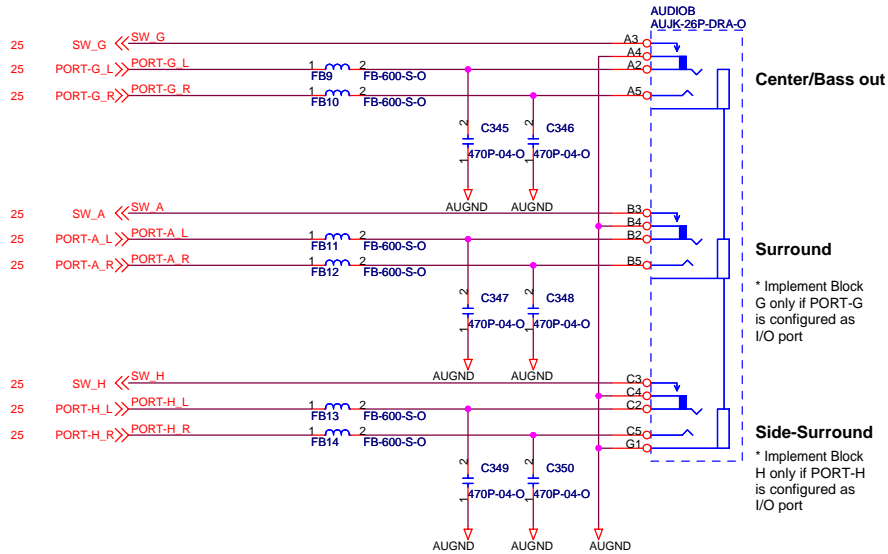 AUDIOB
AUJK-26P-DRA-O
25 SW_G SW_G A3
A4
25 PORT-G_L PORT-G_L 1 2 A2
FB9 FB-600-S-O
Center/Bass out
25 PORT-G_R PORT-G_R 1 2 A5
FB10 FB-600-S-O
2 C345 2 C346
1 470P-04-O 1 470P-04-O
AUGND AUGND
25 SW_A SW_A B3
B4
25 PORT-A_L PORT-A_L 1 2 B2
FB11 FB-600-S-O
Surround
25 PORT-A_R PORT-A_R 1 2 B5
FB12 FB-600-S-O
* Implement Block
G only if PORT-G
is configured as
I/O port
2 C347 2 C348
1 470P-04-O 1 470P-04-O
AUGND AUGND
25 SW_H SW_H C3
C4
25 PORT-H_L PORT-H_L 1 2 C2
FB13 FB-600-S-O
25 PORT-H_R PORT-H_R 1 2 C5
FB14 FB-600-S-O
G1
Side-Surround
* Implement Block
H only if PORT-H
is configured as
I/O port
2 C349 2 C350
1 470P-04-O 1 470P-04-O
AUGND AUGND AUGND